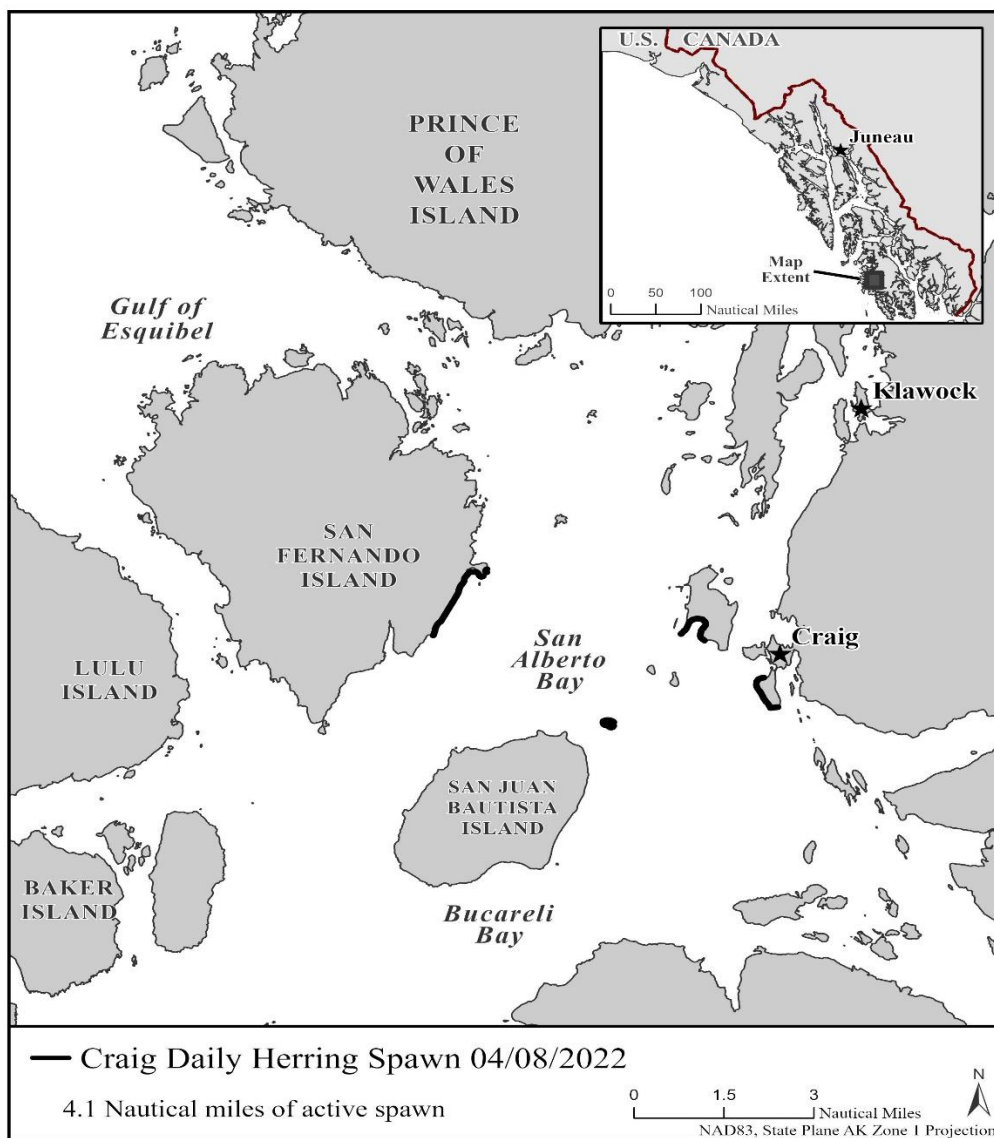 U.S. CANADA
Juneau
Map
Extent
0 50 100
Nautical Miles
PRINCE
OF
WALES
ISLAND
Gulf of
Esquibel
Klawock
SAN
FERNANDO
ISLAND
Craig
San
Alberto
Bay
LULU
ISLAND
SAN JUAN
BAUTISTA
ISLAND
BAKER
ISLAND
Bucareli
Bay
Craig Daily Herring Spawn 04/08/2022
4.1 Nautical miles of active spawn
0 1.5 3
Nautical Miles
N
NAD83, State Plane AK Zone 1 Projection